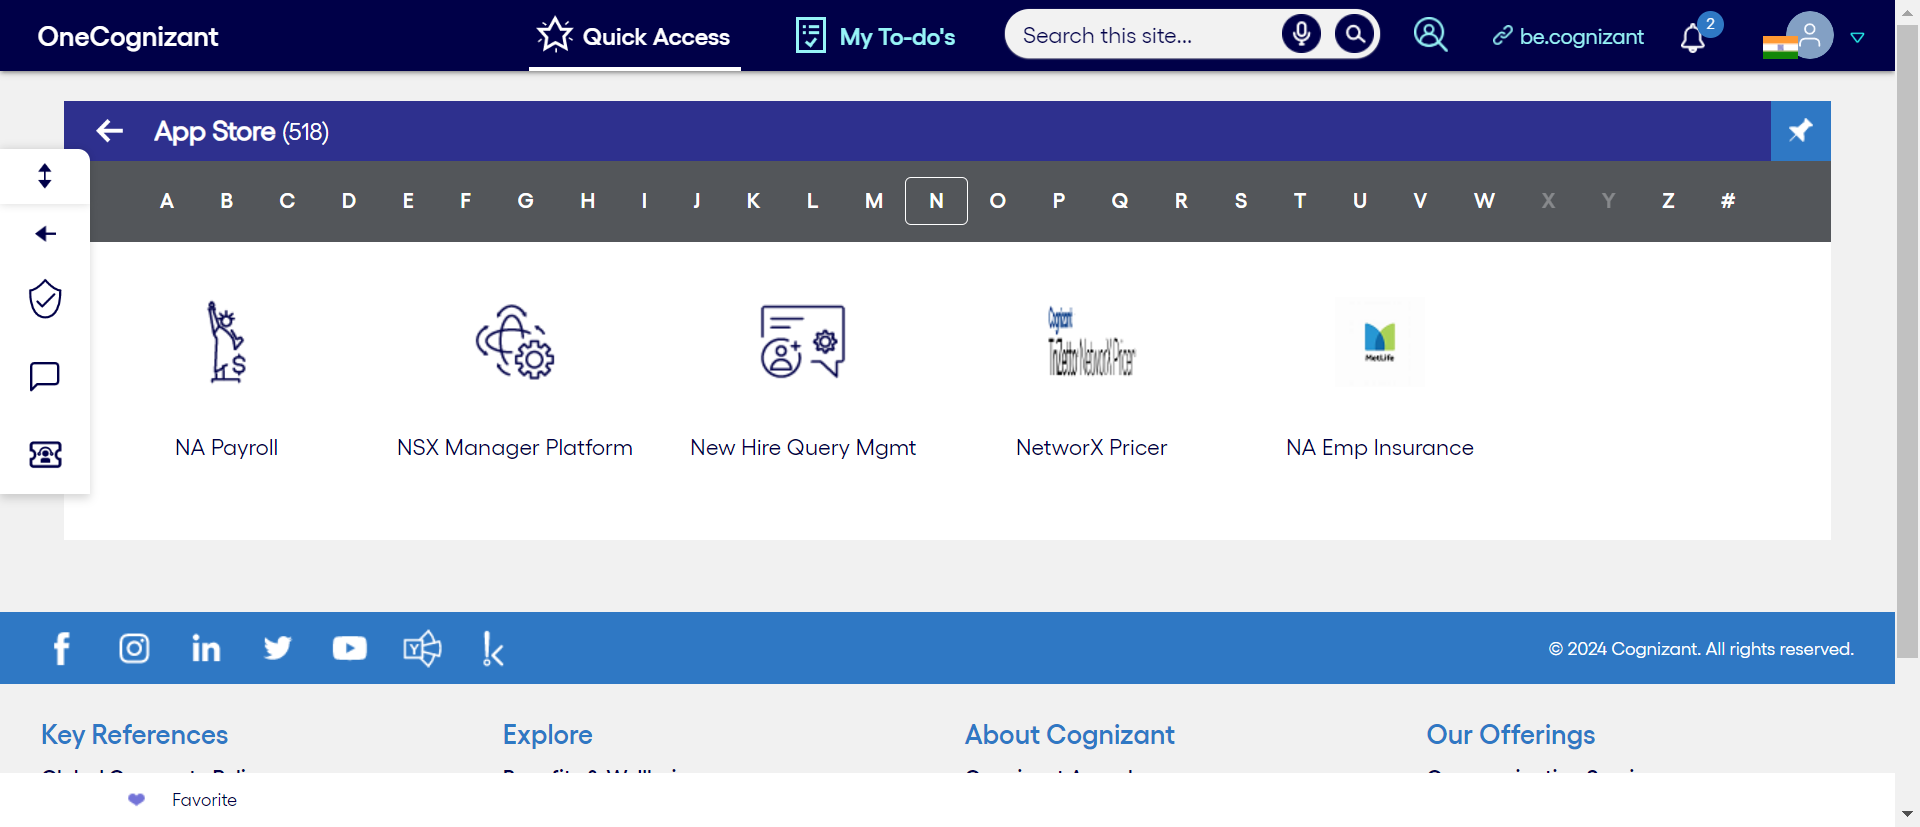 OneCognizant
Quick Access
My To-do's
Search this site...
be.cognizant
2
App Store (518)
A B C D E F G H I J K L M N O P Q R S T U V W X Y Z #
Cognizant
TriZetto NetworX Pricer
MetLife
NA Payroll
NSX Manager Platform
New Hire Query Mgmt
NetworX Pricer
NA Emp Insurance
© 2024 Cognizant. All rights reserved.
Key References
Explore
About Cognizant
Our Offerings
Favorite